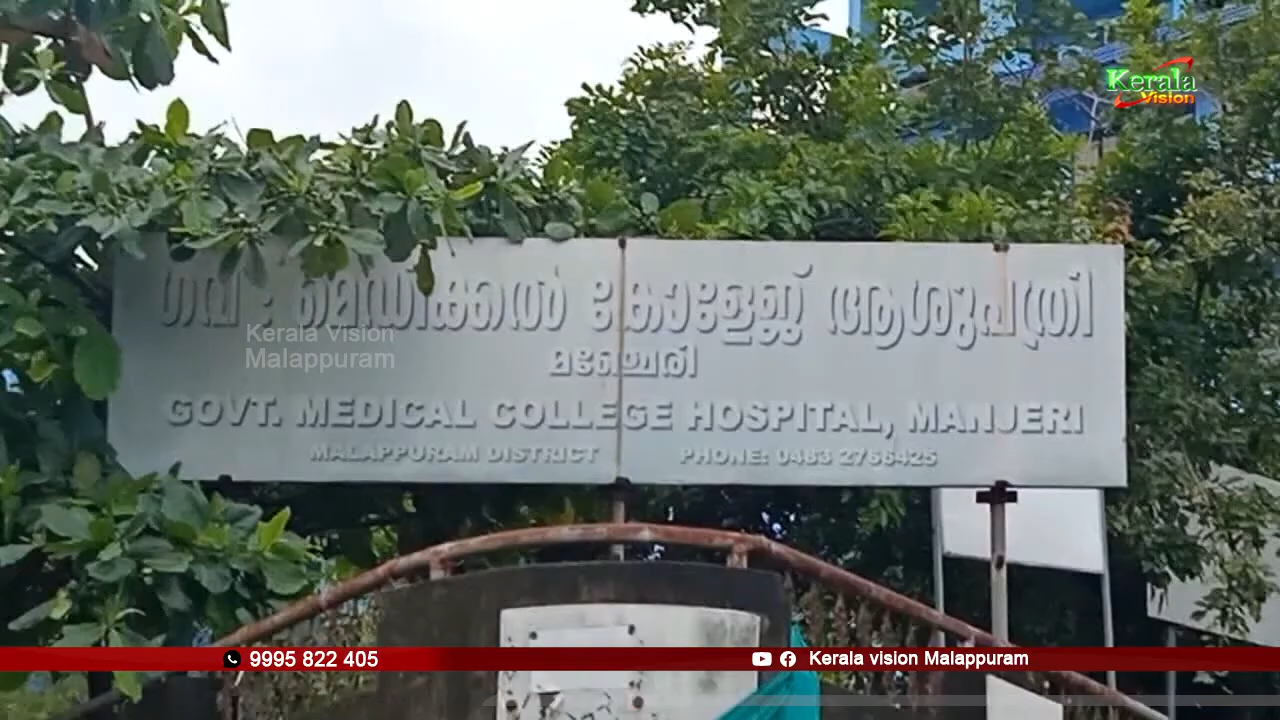 Kerala
Vision
ഗവ : മെഡിക്കൽ കോളേജ് ആശുപത്രി
Kerala Vision
Malappuram
മഞ്ചേരി
GOVT. MEDICAL COLLEGE HOSPITAL, MANJERI
MALAPPURAM DISTRICT PHONE: 0483 2766425
9995 822 405 Kerala vision Malappuram